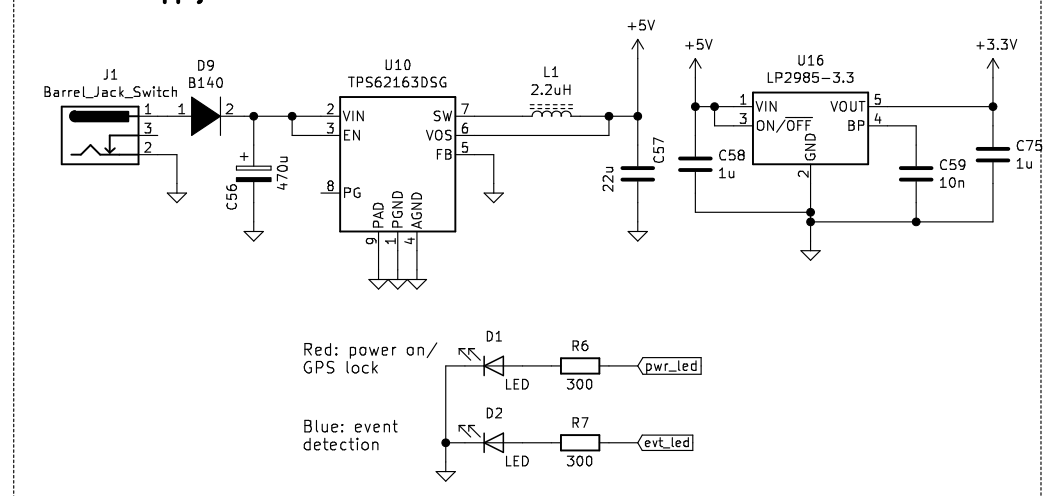 J1
Barrel_Jack_Switch
1
3
2
D9
B140
1
2
C56
470u
+
U10
TPS62163DSG
2
VIN
3
EN
8
PG
SW
7
VOS
6
FB
5
PAD
9
PGND
1
AGND
4
L1
2.2uH
+5V
22u
C57
+5V
C58
1u
U16
LP2985-3.3
1
VIN
3
ON/OFF
VOUT
5
BP
4
GND
2
C59
10n
+3.3V
C75
1u
Red: power on/
GPS lock
D1
LED
R6
300
pwr_led
Blue: event
detection
D2
LED
R7
300
evt_led